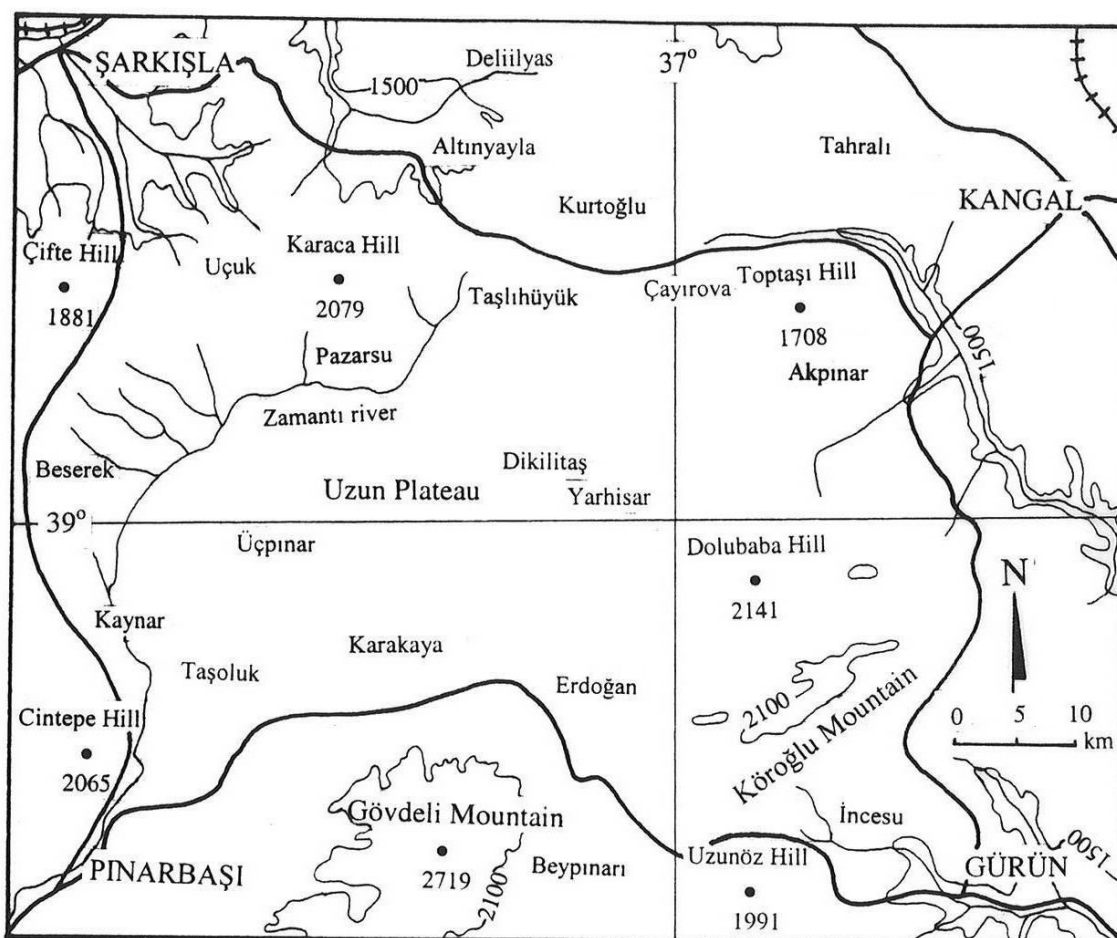 ŞARKIŞLA
Deliilyas
37°
1500
Altınyayla
Tahralı
KANGAL
Kurtoğlu
Çifte Hill
1881
Uçuk
Karaca Hill
2079
Taşlıhüyük
Çayırova
Toptaşı Hill
1708
1500
Pazarsu
Akpınar
Zamantı river
Beserek
Dikilitaş
Yarhisar
Uzun Plateau
39°
Üçpınar
Dolubaba Hill
2141
N
Kaynar
Karakaya
Taşoluk
Erdoğan
2100
Köroğlu Mountain
0 5 10
km
Cintepe Hill
2065
Gövdeli Mountain
2719
2100
Beypınarı
İncesu
1500
Uzunöz Hill
1991
GÜRÜN
PINARBAŞI